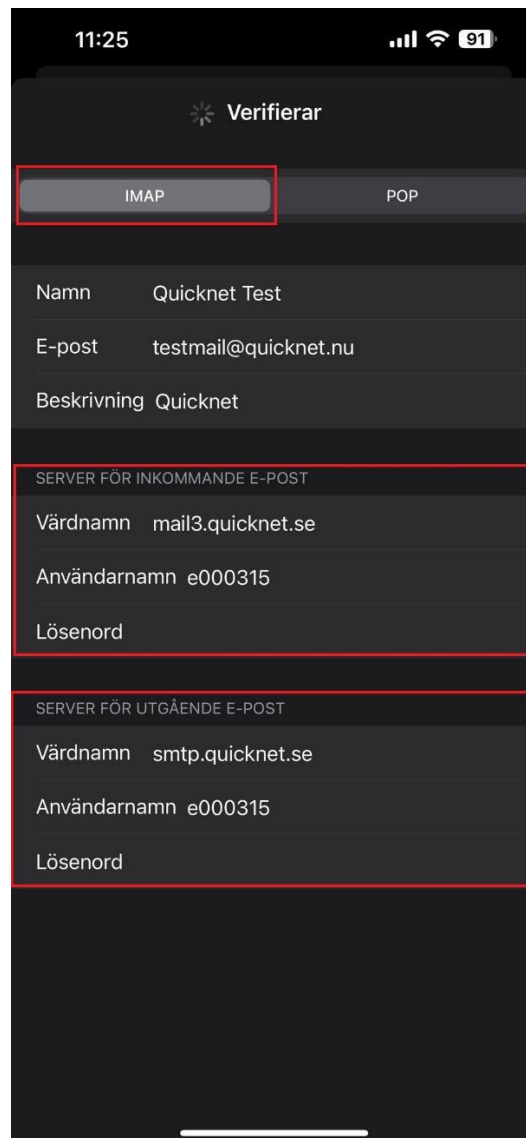 11:25
91
Verifierar
IMAP POP
Namn Quicknet Test
E-post testmail@quicknet.nu
Beskrivning Quicknet
SERVER FÖR INKOMMANDE E-POST
Värdnamn mail3.quicknet.se
Användarnamn e000315
Lösenord
SERVER FÖR UTGÅENDE E-POST
Värdnamn smtp.quicknet.se
Användarnamn e000315
Lösenord